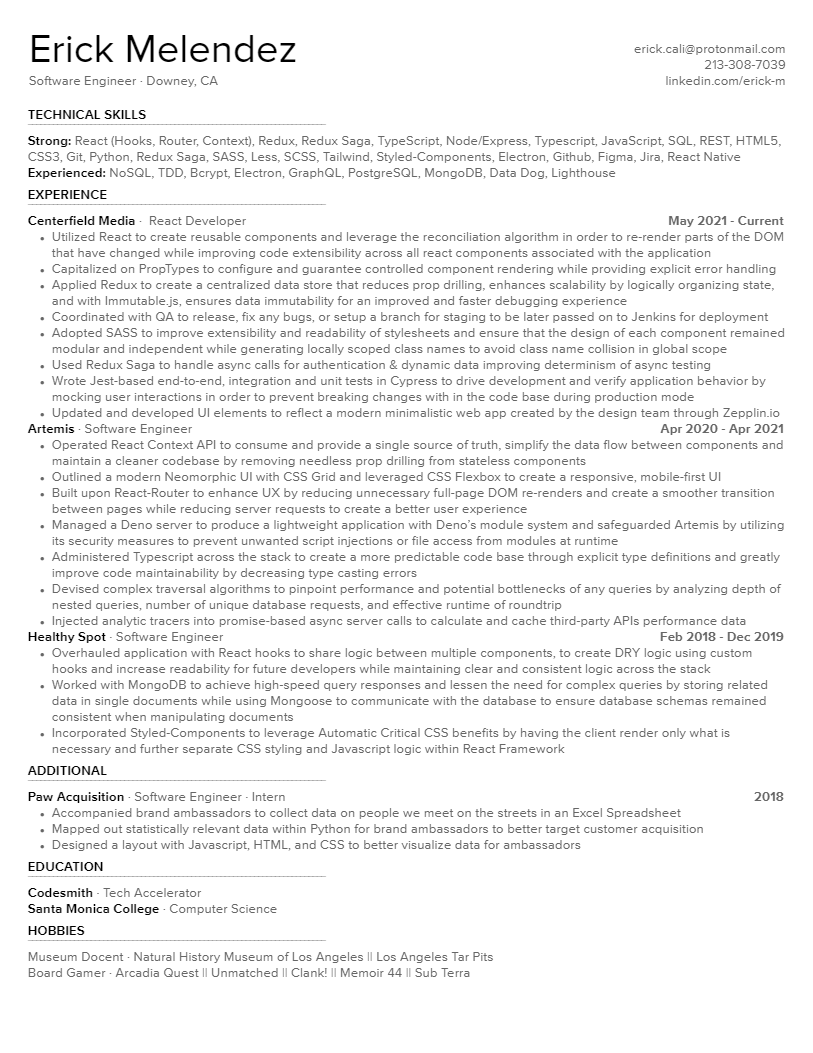 Erick Melendez
Software Engineer · Downey, CA
erick.cali@protonmail.com
213-308-7039
linkedin.com/erick-m
TECHNICAL SKILLS
Strong: React (Hooks, Router, Context), Redux, Redux Saga, TypeScript, Node/Express, Typescript, JavaScript, SQL, REST, HTML5,
CSS3, Git, Python, Redux Saga, SASS, Less, SCSS, Tailwind, Styled-Components, Electron, Github, Figma, Jira, React Native
Experienced: NoSQL, TDD, Bcrypt, Electron, GraphQL, PostgreSQL, MongoDB, Data Dog, Lighthouse
EXPERIENCE
Centerfield Media · React Developer May 2021 - Current
• Utilized React to create reusable components and leverage the reconciliation algorithm in order to re-render parts of the DOM
that have changed while improving code extensibility across all react components associated with the application
• Capitalized on PropTypes to configure and guarantee controlled component rendering while providing explicit error handling
• Applied Redux to create a centralized data store that reduces prop drilling, enhances scalability by logically organizing state,
and with Immutable.js, ensures data immutability for an improved and faster debugging experience
• Coordinated with QA to release, fix any bugs, or setup a branch for staging to be later passed on to Jenkins for deployment
• Adopted SASS to improve extensibility and readability of stylesheets and ensure that the design of each component remained
modular and independent while generating locally scoped class names to avoid class name collision in global scope
• Used Redux Saga to handle async calls for authentication & dynamic data improving determinism of async testing
• Wrote Jest-based end-to-end, integration and unit tests in Cypress to drive development and verify application behavior by
mocking user interactions in order to prevent breaking changes with in the code base during production mode
• Updated and developed UI elements to reflect a modern minimalistic web app created by the design team through Zepplin.io
Artemis · Software Engineer Apr 2020 - Apr 2021
• Operated React Context API to consume and provide a single source of truth, simplify the data flow between components and
maintain a cleaner codebase by removing needless prop drilling from stateless components
• Outlined a modern Neomorphic UI with CSS Grid and leveraged CSS Flexbox to create a responsive, mobile-first UI
• Built upon React-Router to enhance UX by reducing unnecessary full-page DOM re-renders and create a smoother transition
between pages while reducing server requests to create a better user experience
• Managed a Deno server to produce a lightweight application with Deno's module system and safeguarded Artemis by utilizing
its security measures to prevent unwanted script injections or file access from modules at runtime
• Administered Typescript across the stack to create a more predictable code base through explicit type definitions and greatly
improve code maintainability by decreasing type casting errors
• Devised complex traversal algorithms to pinpoint performance and potential bottlenecks of any queries by analyzing depth of
nested queries, number of unique database requests, and effective runtime of roundtrip
• Injected analytic tracers into promise-based async server calls to calculate and cache third-party APIs performance data
Healthy Spot · Software Engineer Feb 2018 - Dec 2019
• Overhauled application with React hooks to share logic between multiple components, to create DRY logic using custom
hooks and increase readability for future developers while maintaining clear and consistent logic across the stack
• Worked with MongoDB to achieve high-speed query responses and lessen the need for complex queries by storing related
data in single documents while using Mongoose to communicate with the database to ensure database schemas remained
consistent when manipulating documents
• Incorporated Styled-Components to leverage Automatic Critical CSS benefits by having the client render only what is
necessary and further separate CSS styling and Javascript logic within React Framework
ADDITIONAL
Paw Acquisition · Software Engineer · Intern 2018
• Accompanied brand ambassadors to collect data on people we meet on the streets in an Excel Spreadsheet
• Mapped out statistically relevant data within Python for brand ambassadors to better target customer acquisition
• Designed a layout with Javascript, HTML, and CSS to better visualize data for ambassadors
EDUCATION
Codesmith · Tech Accelerator
Santa Monica College · Computer Science
HOBBIES
Museum Docent · Natural History Museum of Los Angeles || Los Angeles Tar Pits
Board Gamer · Arcadia Quest || Unmatched || Clank! || Memoir 44 || Sub Terra